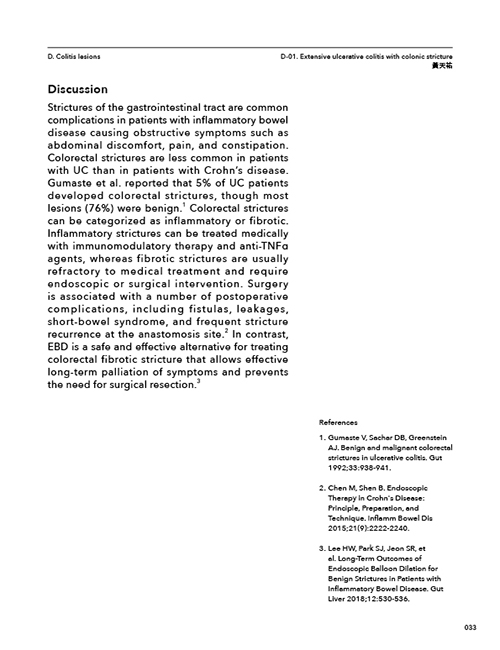 D. Colitis lesions
D-01. Extensive ulcerative colitis with colonic stricture
黃天祐
Discussion
Strictures of the gastrointestinal tract are common
complications in patients with inflammatory bowel
disease causing obstructive symptoms such as
abdominal discomfort, pain, and constipation.
Colorectal strictures are less common in patients
with UC than in patients with Crohn's disease.
Gumaste et al. reported that 5% of UC patients
developed colorectal strictures, though most
lesions (76%) were benign.1 Colorectal strictures
can be categorized as inflammatory or fibrotic.
Inflammatory strictures can be treated medically
with immunomodulatory therapy and anti-TNFα
agents, whereas fibrotic strictures are usually
refractory to medical treatment and require
endoscopic or surgical intervention. Surgery
is associated with a number of postoperative
complications, including fistulas, leakages,
short-bowel syndrome, and frequent stricture
recurrence at the anastomosis site.2 In contrast,
EBD is a safe and effective alternative for treating
colorectal fibrotic stricture that allows effective
long-term palliation of symptoms and prevents
the need for surgical resection.3
References
1. Gumaste V, Sachar DB, Greenstein
AJ. Benign and malignant colorectal
strictures in ulcerative colitis. Gut
1992;33:938-941.
2. Chen M, Shen B. Endoscopic
Therapy in Crohn's Disease:
Principle, Preparation, and
Technique. Inflamm Bowel Dis
2015;21(9):2222-2240.
3. Lee HW, Park SJ, Jeon SR, et
al. Long-Term Outcomes of
Endoscopic Balloon Dilation for
Benign Strictures in Patients with
Inflammatory Bowel Disease. Gut
Liver 2018;12:530-536.
033